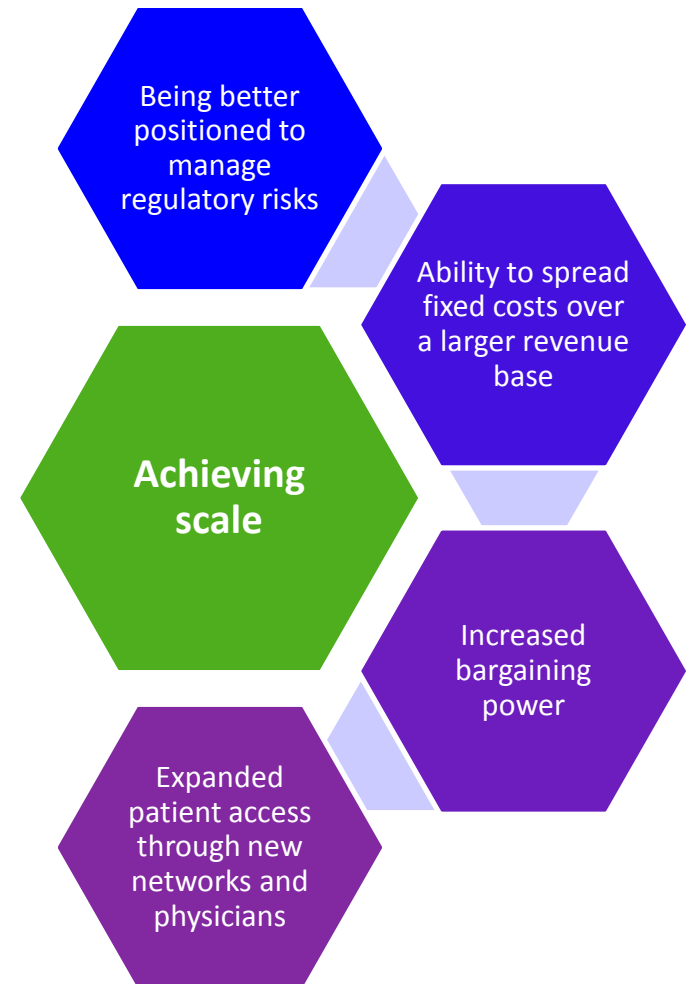 Being better
positioned to
manage
regulatory risks
Ability to spread
fixed costs over
a larger revenue
base
Achieving
scale
Increased
bargaining
power
Expanded
patient access
through new
networks and
physicians